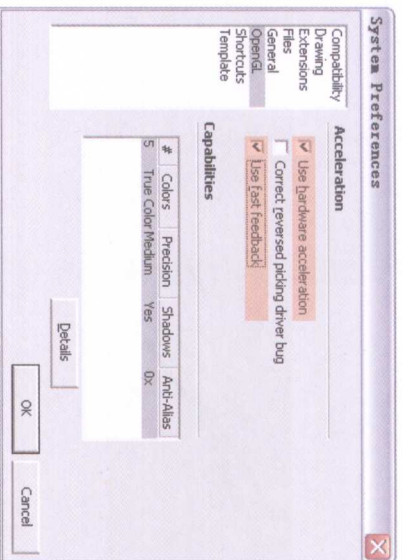 System Preferences
Compatibility
Drawing
Extensions
Files
General
OpenGL
Shortcuts
Template
Acceleration
Use hardware acceleration
Correct reversed picking driver bug
Use fast feedback
Capabilities
# Colors Precision Shadows Anti-Alias
5 True Color Medium Yes 0x
Details
OK Cancel